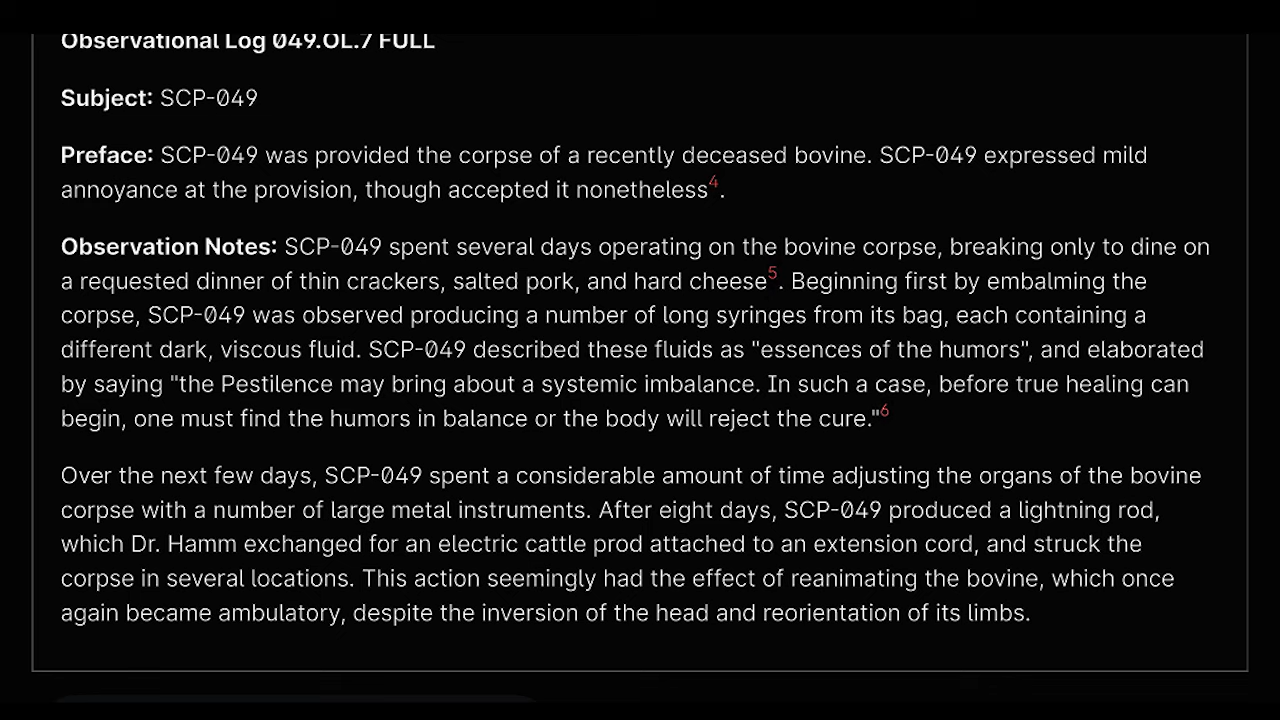 Observational Log 049.OL.7 FULL
Subject: SCP-049
Preface: SCP-049 was provided the corpse of a recently deceased bovine. SCP-049 expressed mild
annoyance at the provision, though accepted it nonetheless4.
Observation Notes: SCP-049 spent several days operating on the bovine corpse, breaking only to dine on
a requested dinner of thin crackers, salted pork, and hard cheese5. Beginning first by embalming the
corpse, SCP-049 was observed producing a number of long syringes from its bag, each containing a
different dark, viscous fluid. SCP-049 described these fluids as "essences of the humors", and elaborated
by saying "the Pestilence may bring about a systemic imbalance. In such a case, before true healing can
begin, one must find the humors in balance or the body will reject the cure."6
Over the next few days, SCP-049 spent a considerable amount of time adjusting the organs of the bovine
corpse with a number of large metal instruments. After eight days, SCP-049 produced a lightning rod,
which Dr. Hamm exchanged for an electric cattle prod attached to an extension cord, and struck the
corpse in several locations. This action seemingly had the effect of reanimating the bovine, which once
again became ambulatory, despite the inversion of the head and reorientation of its limbs.